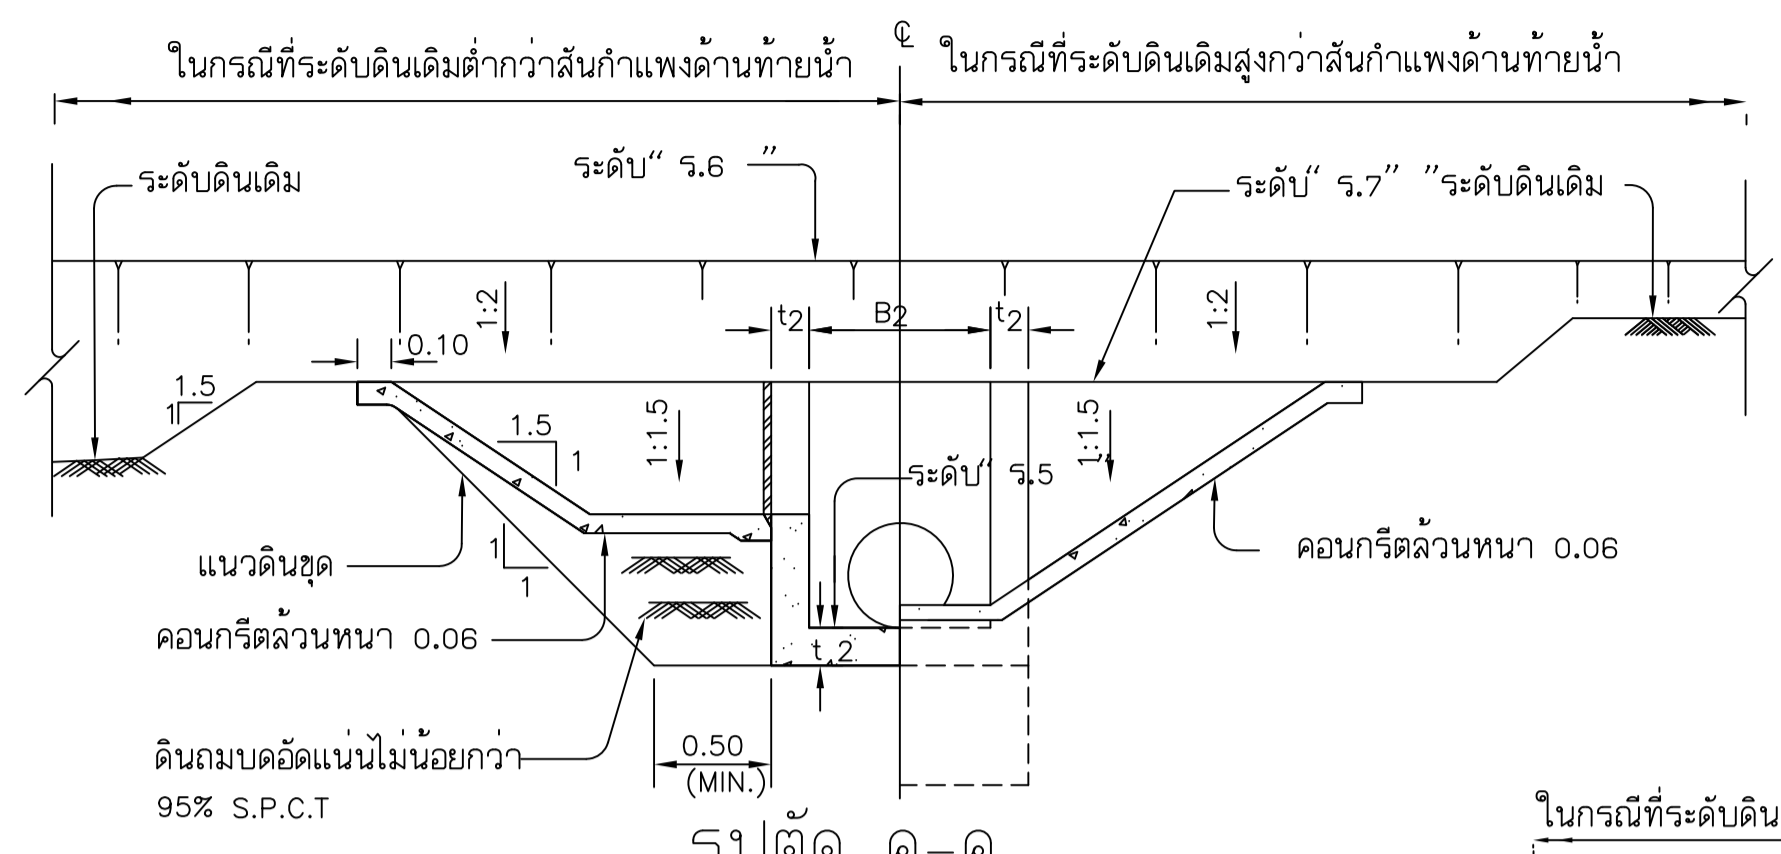 ในกรณีที่ระดับดินเดิมต่ำกว่าสันกำแพงด้านท้ายน้ำ
℄
ในกรณีที่ระดับดินเดิมสูงกว่าสันกำแพงด้านท้ายน้ำ
ระดับดินเดิม
ระดับ“ ร.6 ”
ระดับ“ ร.7” ”ระดับดินเดิม
1:2
t2
B2
t2
1:2
0.10
1.5
1
1.5
1
1:1.5
1:1.5
ระดับ“ ร.5 ”
แนวดินขุด
1
1
คอนกรีตล้วนหนา 0.06
คอนกรีตล้วนหนา 0.06
t 2
ดินถมบดอัดแน่นไม่น้อยกว่า
95% S.P.C.T
0.50
(MIN.)
รูปตัด ค-ค
ในกรณีที่ระดับดิน